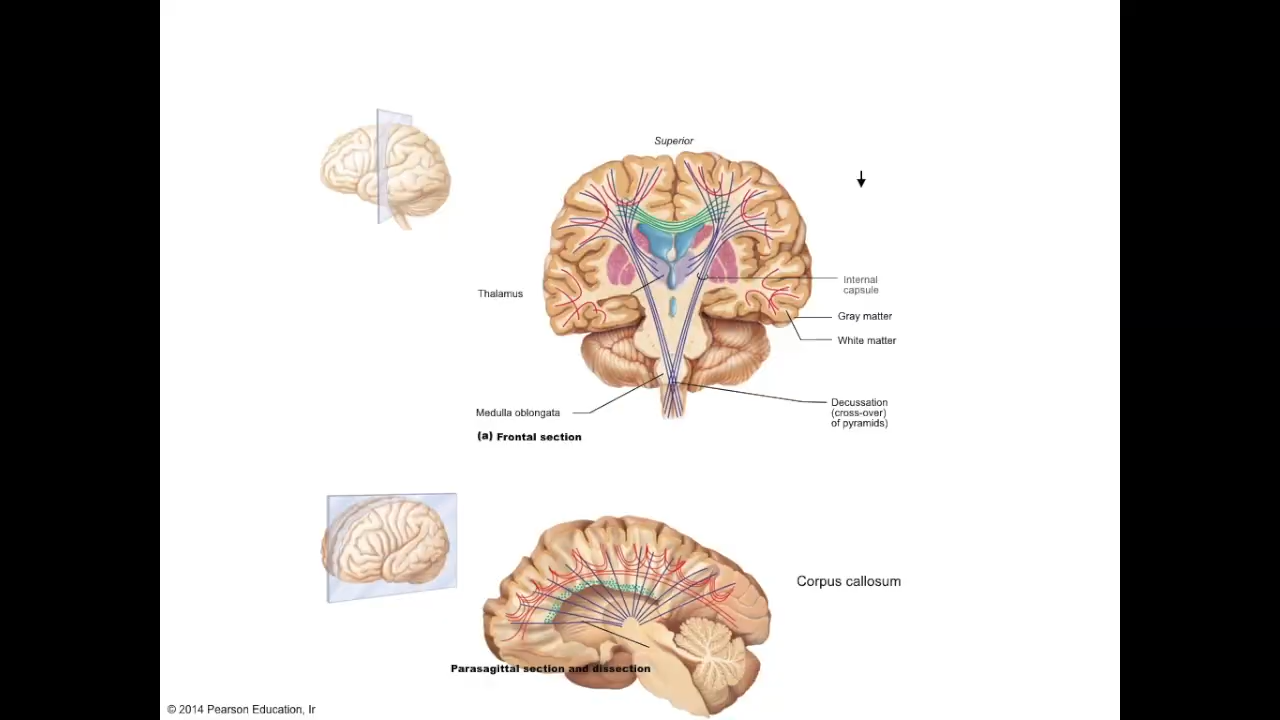 Superior
Internal
capsule
Thalamus
Gray matter
White matter
Medulla oblongata
Decussation
(cross-over)
of pyramids)
(a) Frontal section
Corpus callosum
Parasagittal section and dissection
© 2014 Pearson Education, Ir